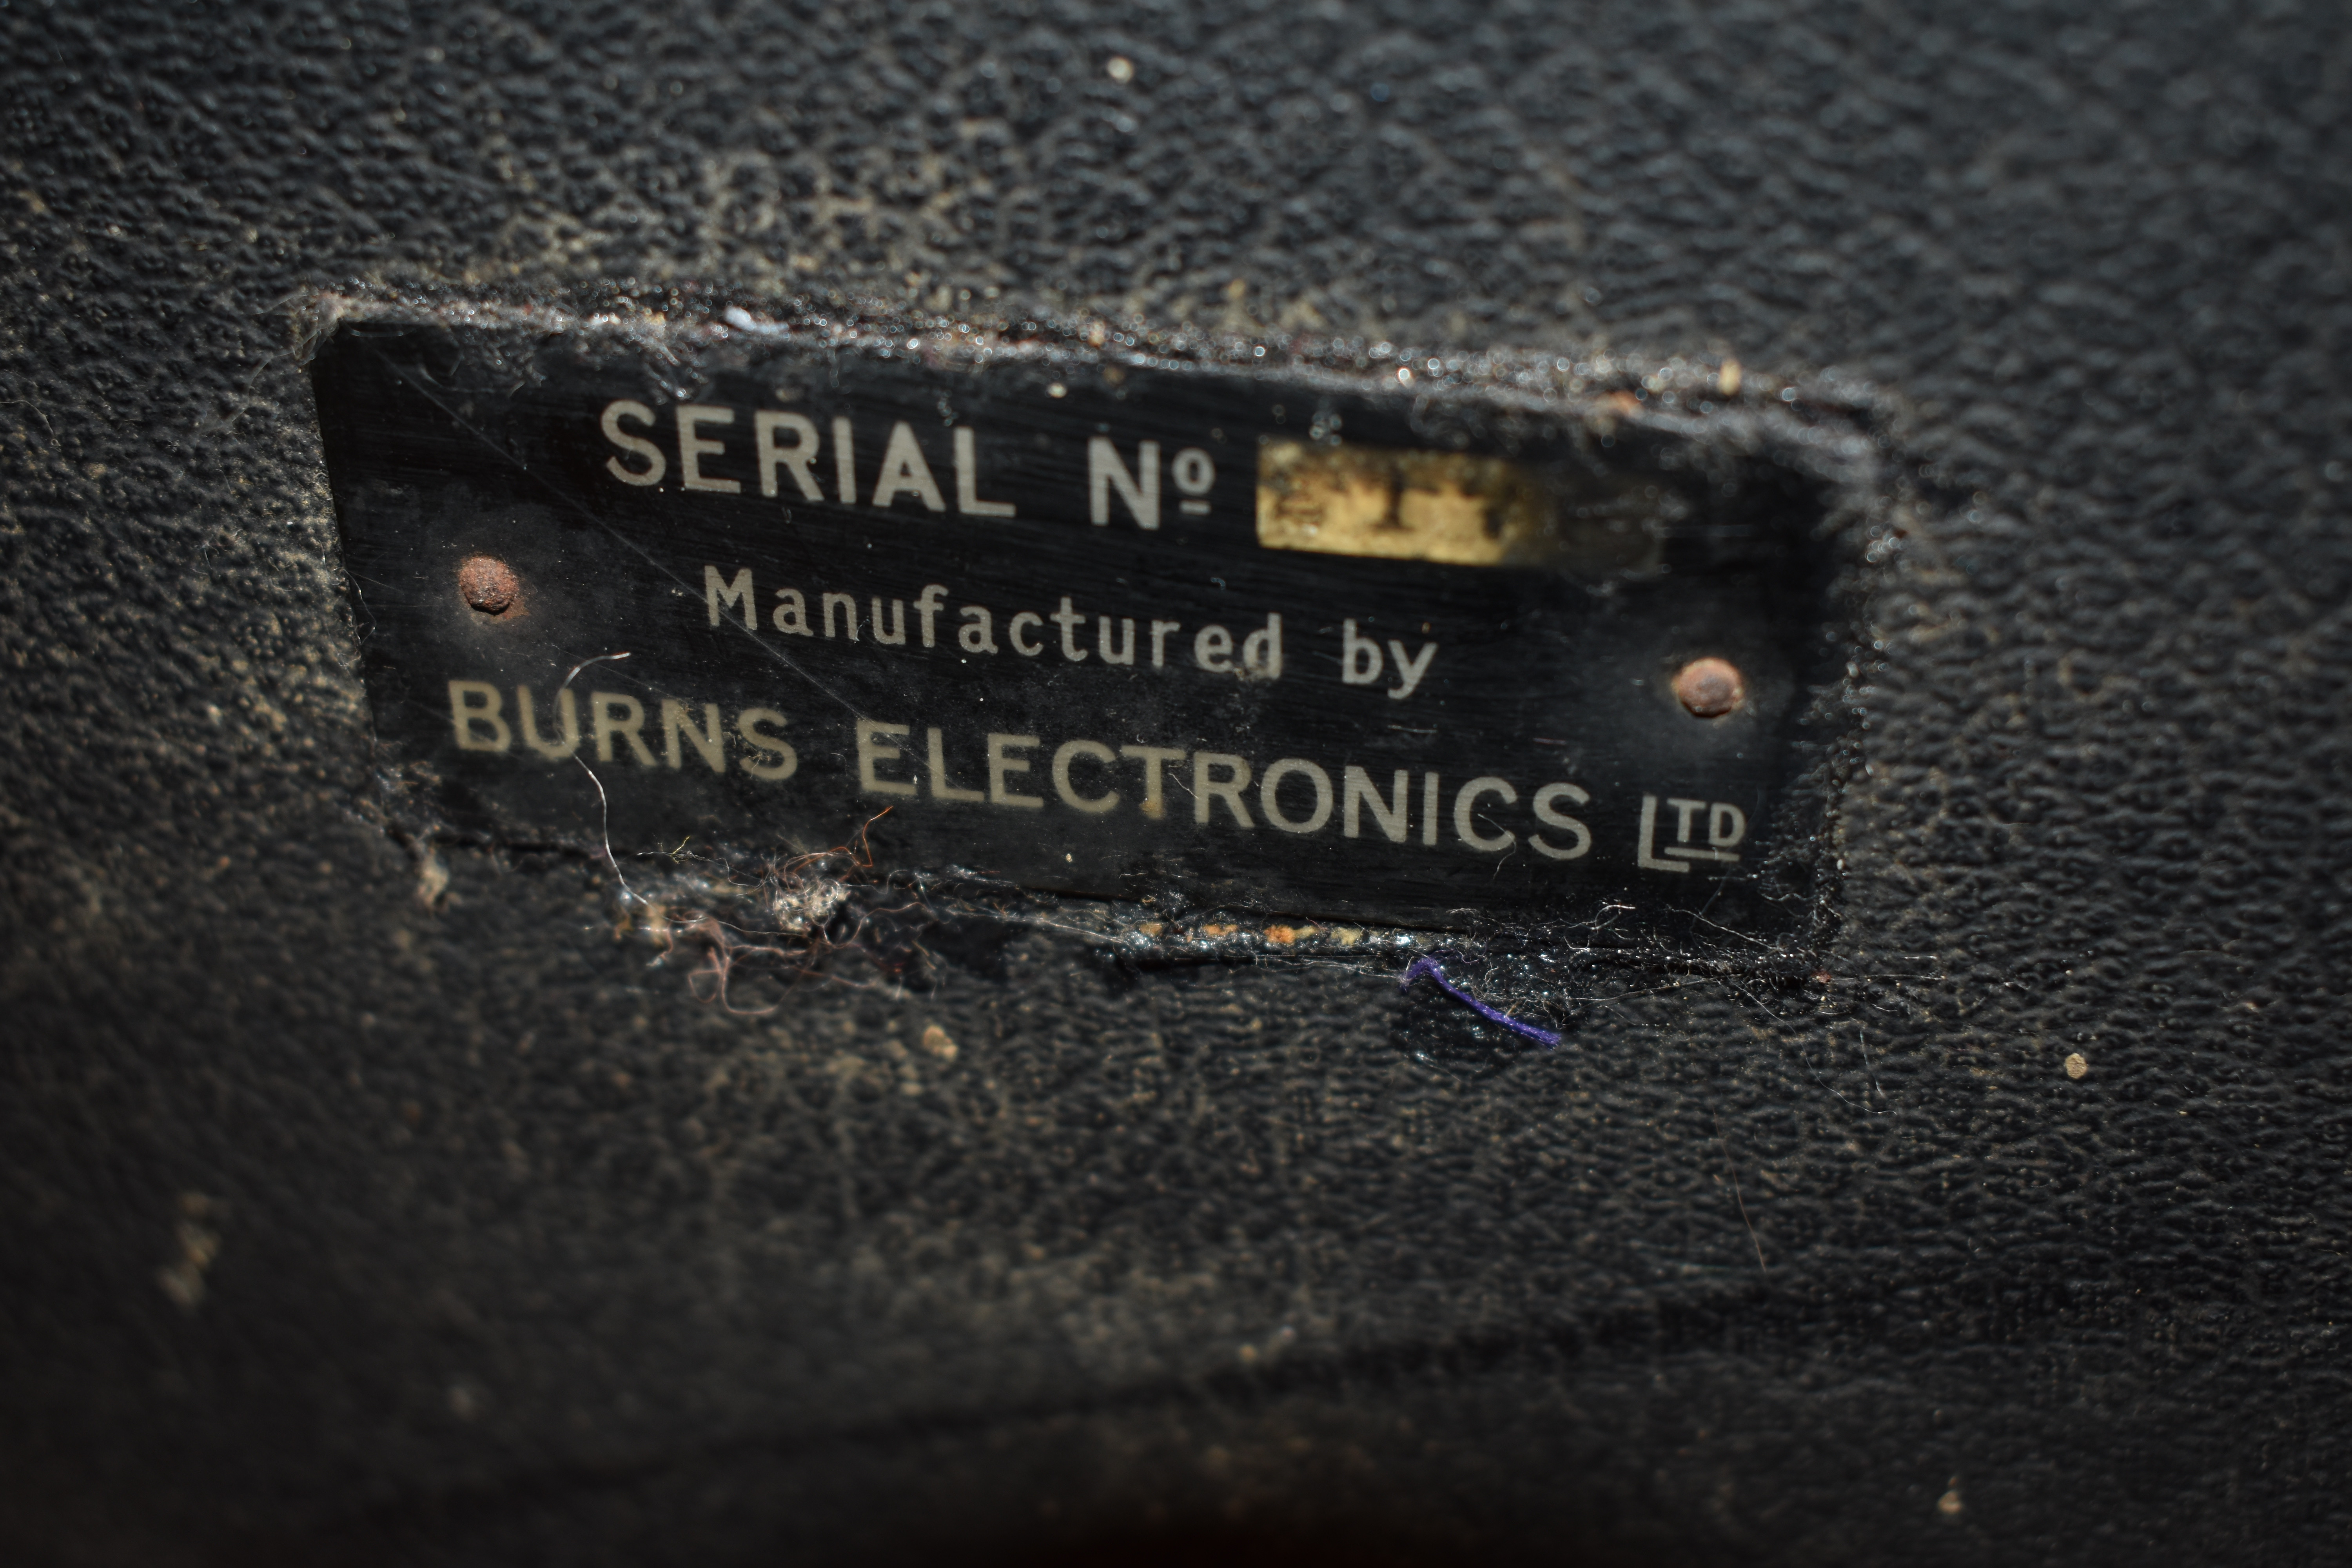 SERIAL Nº
Manufactured by
BURNS ELECTRONICS LTD